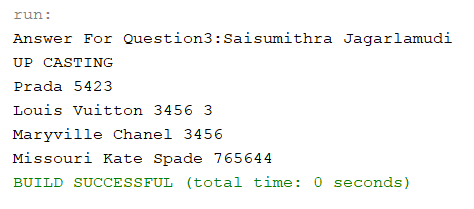 run:
Answer For Question3:Saisumithra Jagarlamudi
UP CASTING
Prada 5423
Louis Vuitton 3456 3
Maryville Chanel 3456
Missouri Kate Spade 765644
BUILD SUCCESSFUL (total time: 0 seconds)